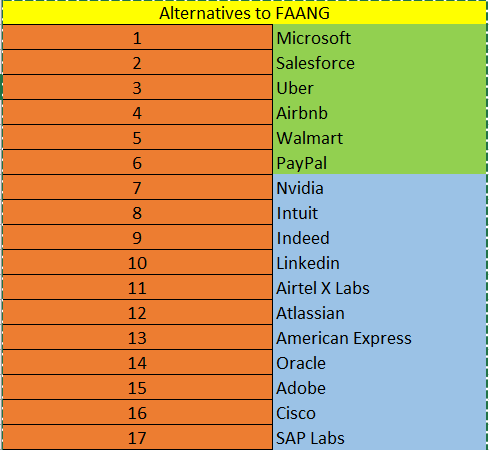 Alternatives to FAANG
1 Microsoft
2 Salesforce
3 Uber
4 Airbnb
5 Walmart
6 PayPal
7 Nvidia
8 Intuit
9 Indeed
10 Linkedin
11 Airtel X Labs
12 Atlassian
13 American Express
14 Oracle
15 Adobe
16 Cisco
17 SAP Labs